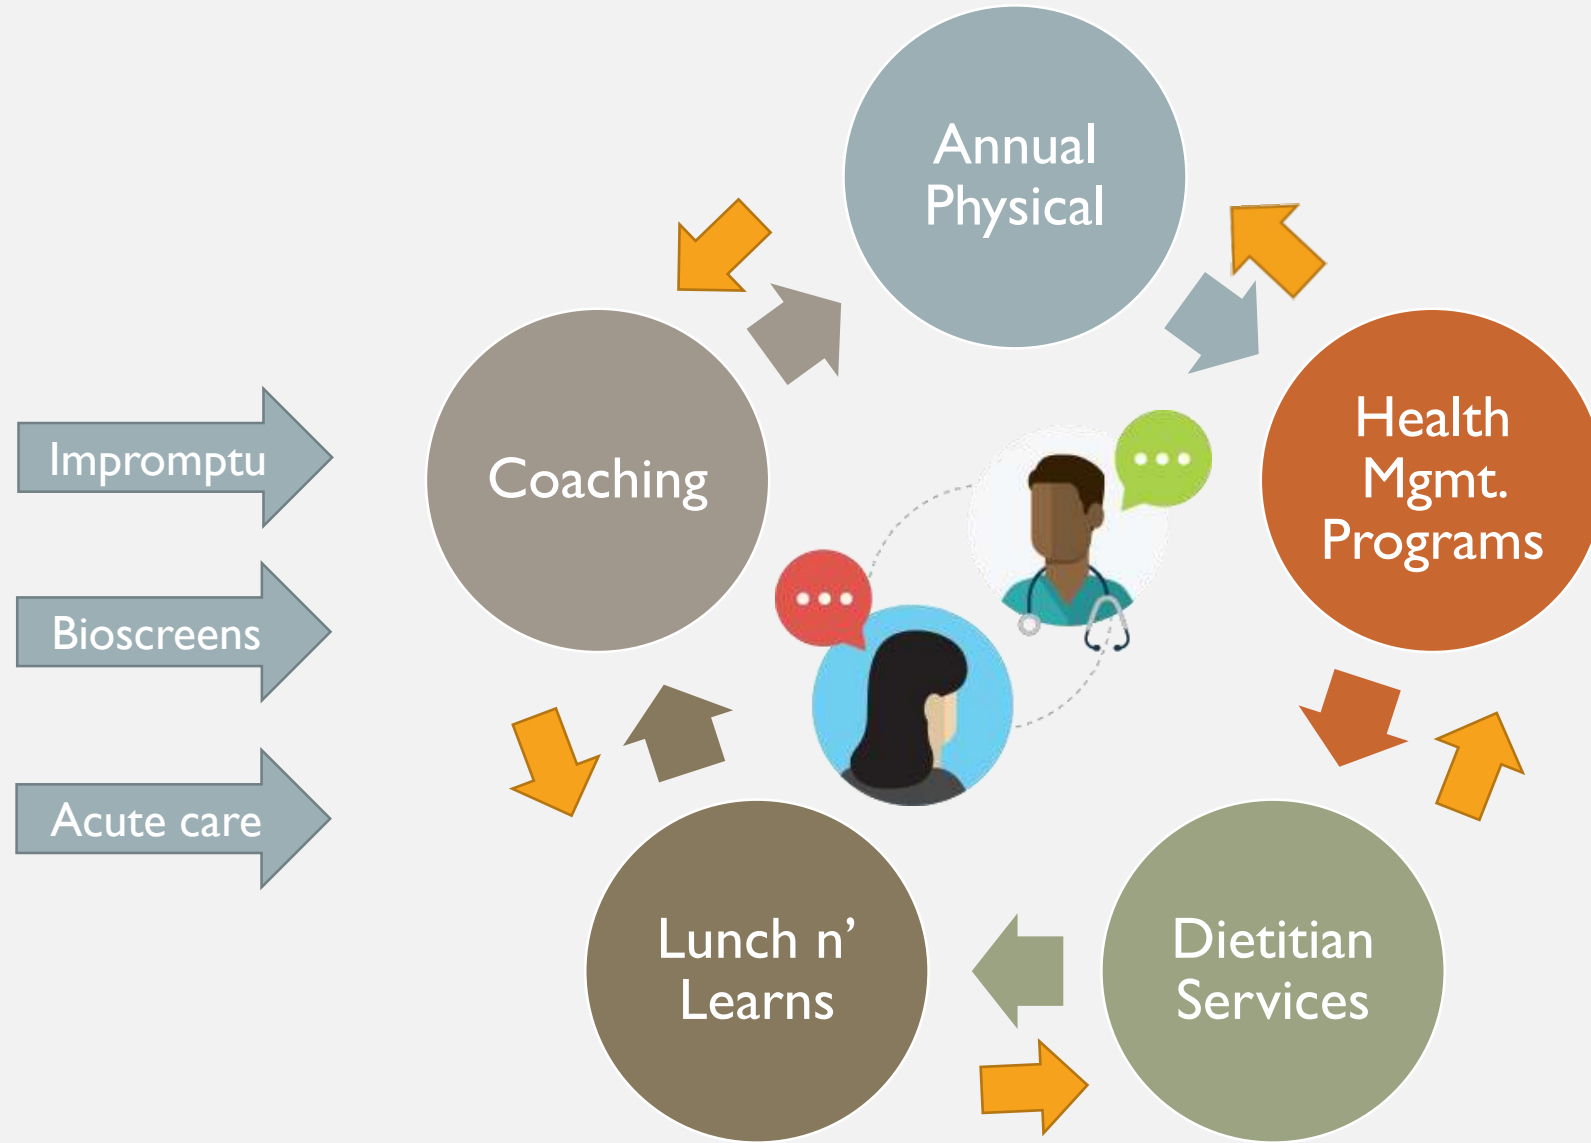 Annual
Physical
Coaching
Health
Mgmt.
Programs
Impromptu
Bioscreens
Acute care
Lunch n’
Learns
Dietitian
Services